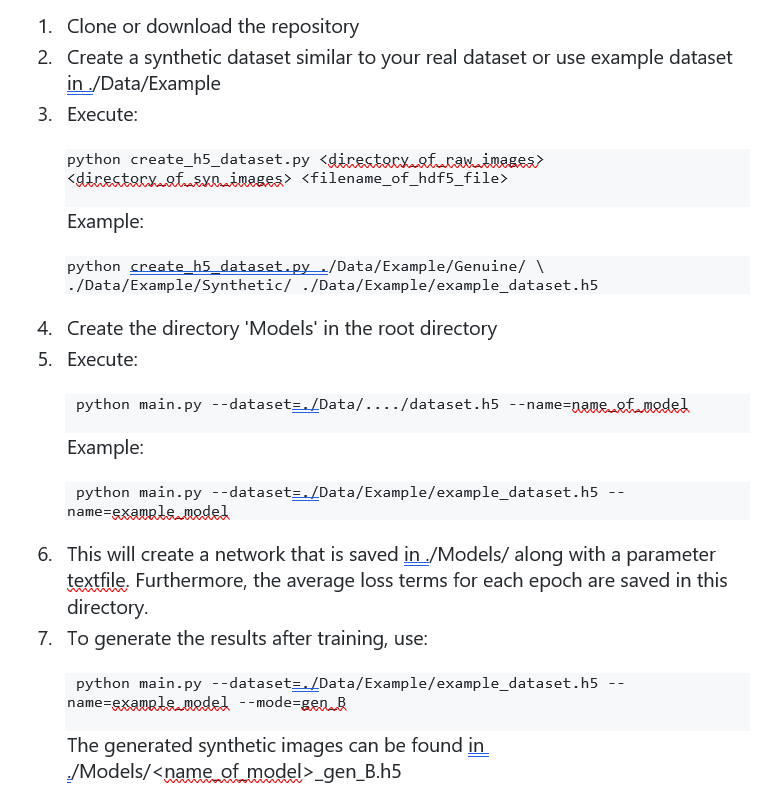 1. Clone or download the repository
2. Create a synthetic dataset similar to your real dataset or use example dataset
in ./Data/Example
3. Execute:
python create_h5_dataset.py <directory_of_raw_images>
<directory_of_syn_images> <filename_of_hdf5_file>
Example:
python create_h5_dataset.py ./Data/Example/Genuine/ \
./Data/Example/Synthetic/ ./Data/Example/example_dataset.h5
4. Create the directory 'Models' in the root directory
5. Execute:
python main.py --dataset=./Data/..../dataset.h5 --name=name_of_model
Example:
python main.py --dataset=./Data/Example/example_dataset.h5 --
name=example_model
6. This will create a network that is saved in ./Models/ along with a parameter
textfile. Furthermore, the average loss terms for each epoch are saved in this
directory.
7. To generate the results after training, use:
python main.py --dataset=./Data/Example/example_dataset.h5 --
name=example_model --mode=gen_B
The generated synthetic images can be found in
./Models/<name_of_model>_gen_B.h5